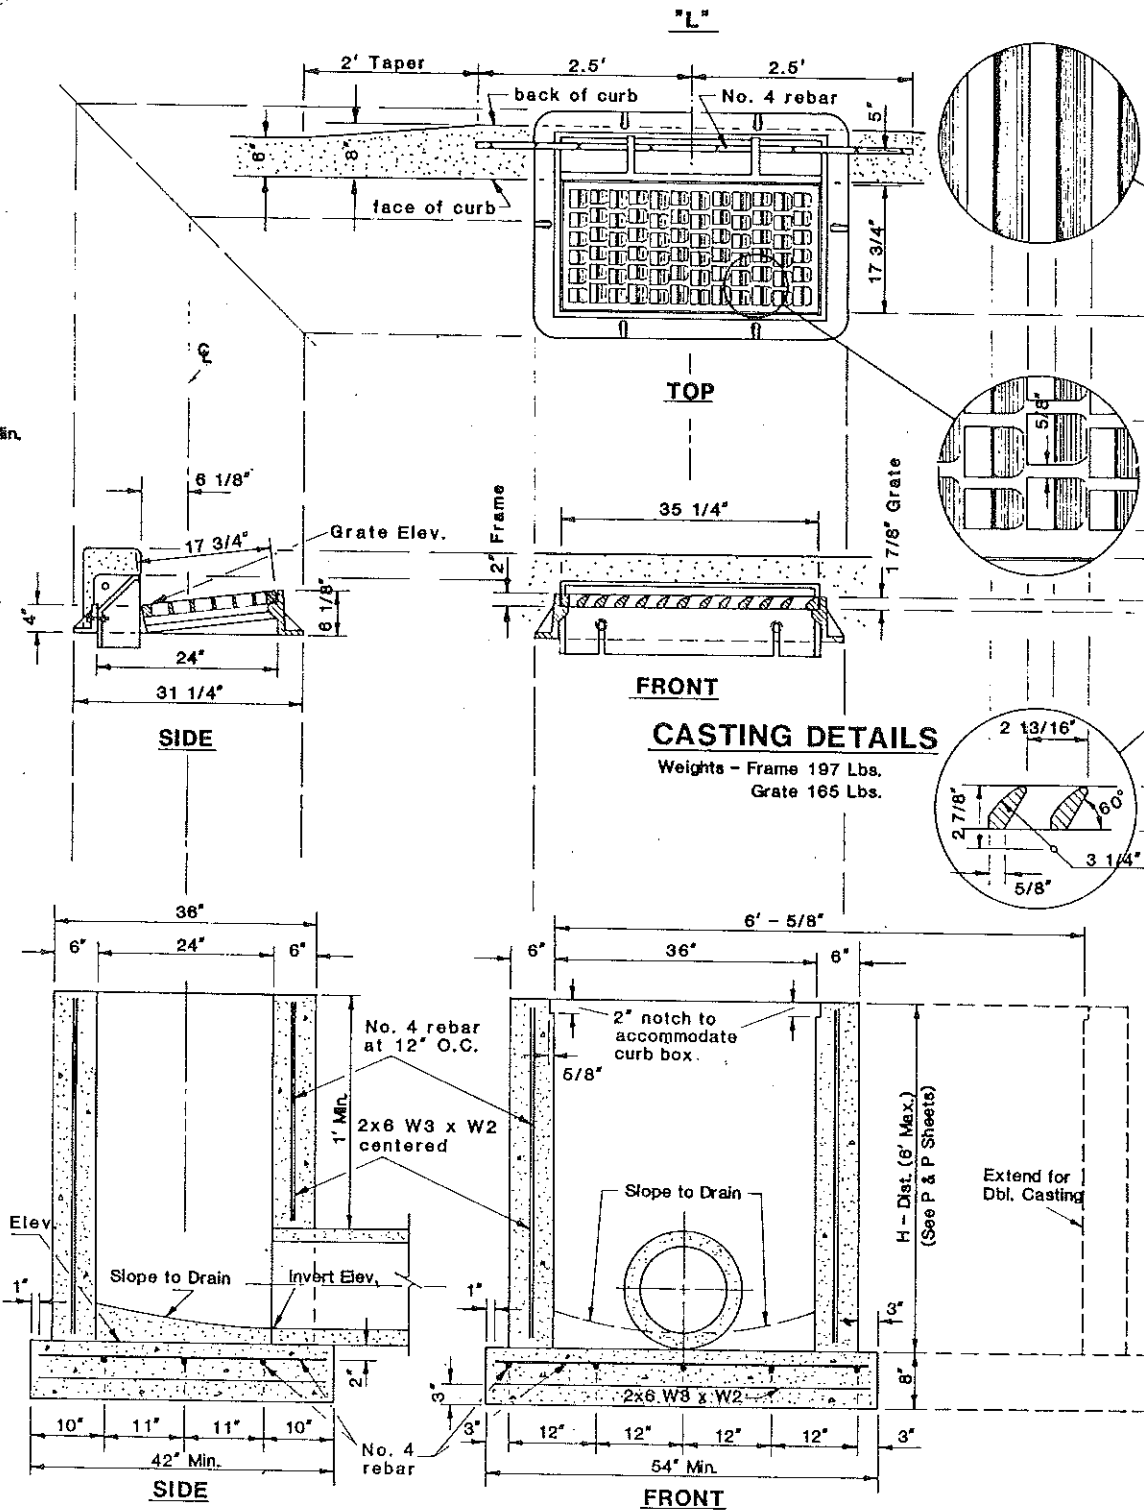 "L"
2' Taper
2.5'
2.5'
back of curb
No. 4 rebar
5"
6"
8"
face of curb
17 3/4"
℄
TOP
5/8"
in.
6 1/8"
17 3/4"
Grate Elev.
2" Frame
35 1/4"
1 7/8" Grate
4"
6 1/8"
24"
31 1/4"
SIDE
FRONT
CASTING DETAILS
Weights - Frame 197 Lbs.
Grate 165 Lbs.
2 13/16"
2 7/8"
60°
3 1/4"
5/8"
36"
6" 24" 6"
6' - 5/8"
6" 36" 6"
No. 4 rebar
at 12" O.C.
2" notch to
accommodate
curb box.
5/8"
1' Min.
2x6 W3 x W2
centered
H - Dist. (6' Max.)
(See P & P Sheets)
Extend for
Dbl. Casting
Slope to Drain
Elev.
Slope to Drain
Invert Elev.
1"
1"
3"
2"
3"
8"
2x6 W3 x W2
10" 11" 11" 10"
No. 4
rebar
42" Min.
SIDE
3" 12" 12" 12" 12" 3"
54" Min.
FRONT